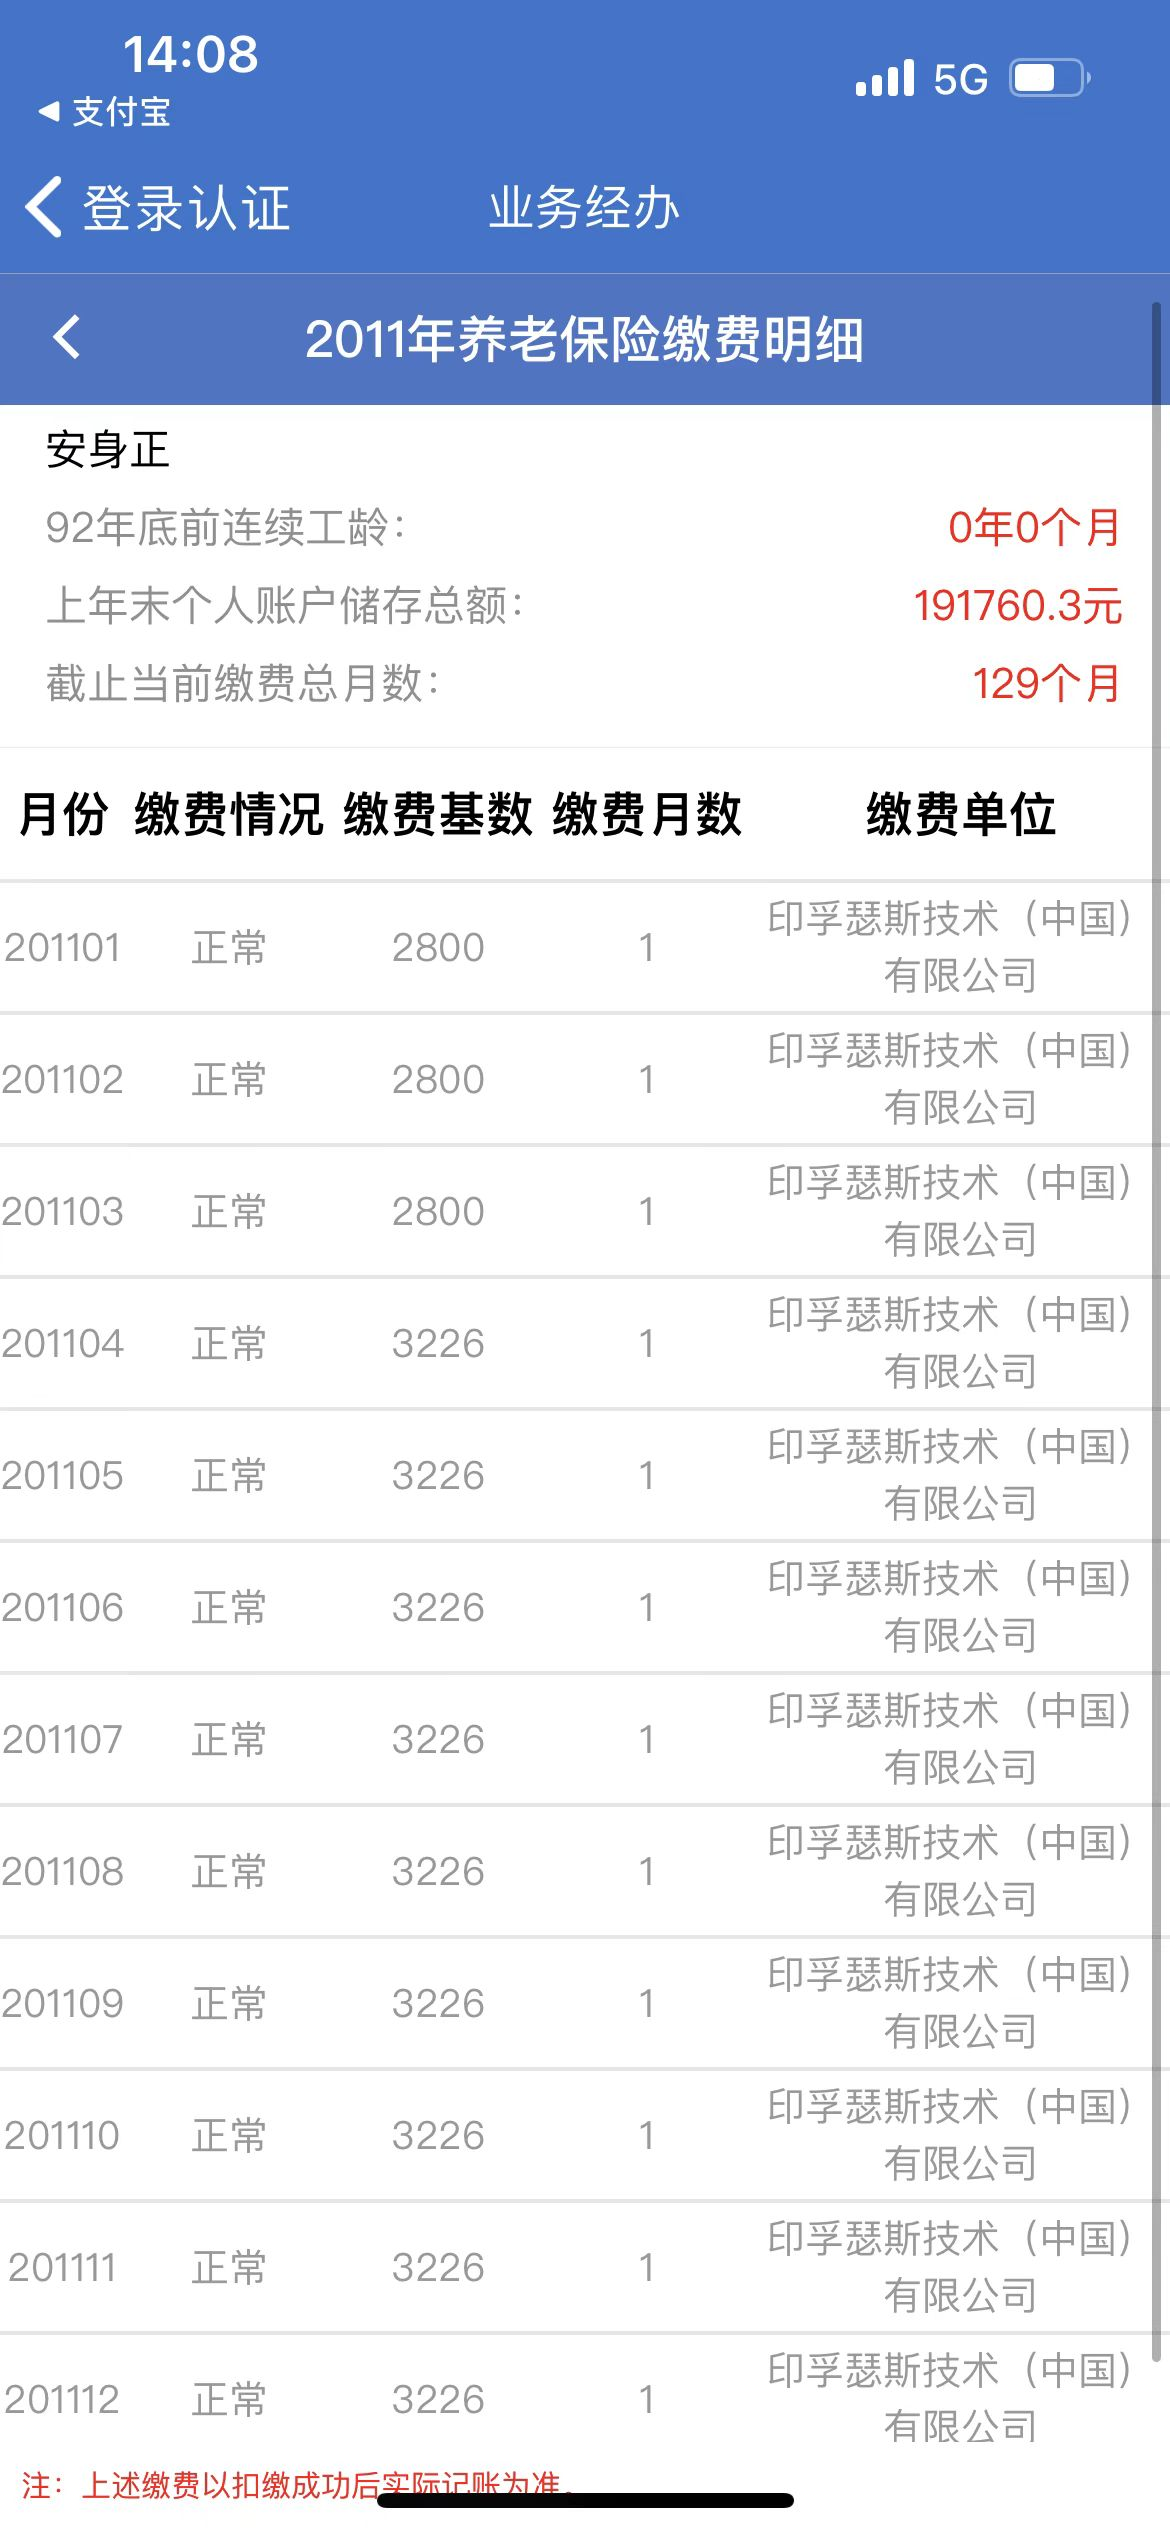 14:08
5G
支付宝
登录认证
业务经办
2011年养老保险缴费明细
安身正
92年底前连续工龄： 0年0个月
上年末个人账户储存总额： 191760.3元
截止当前缴费总月数： 129个月
月份 缴费情况 缴费基数 缴费月数 缴费单位
201101 正常 2800 1 印孚瑟斯技术（中国）
有限公司
201102 正常 2800 1 印孚瑟斯技术（中国）
有限公司
201103 正常 2800 1 印孚瑟斯技术（中国）
有限公司
201104 正常 3226 1 印孚瑟斯技术（中国）
有限公司
201105 正常 3226 1 印孚瑟斯技术（中国）
有限公司
201106 正常 3226 1 印孚瑟斯技术（中国）
有限公司
201107 正常 3226 1 印孚瑟斯技术（中国）
有限公司
201108 正常 3226 1 印孚瑟斯技术（中国）
有限公司
201109 正常 3226 1 印孚瑟斯技术（中国）
有限公司
201110 正常 3226 1 印孚瑟斯技术（中国）
有限公司
201111 正常 3226 1 印孚瑟斯技术（中国）
有限公司
201112 正常 3226 1 印孚瑟斯技术（中国）
有限公司
注：上述缴费以扣缴成功后实际记账为准。